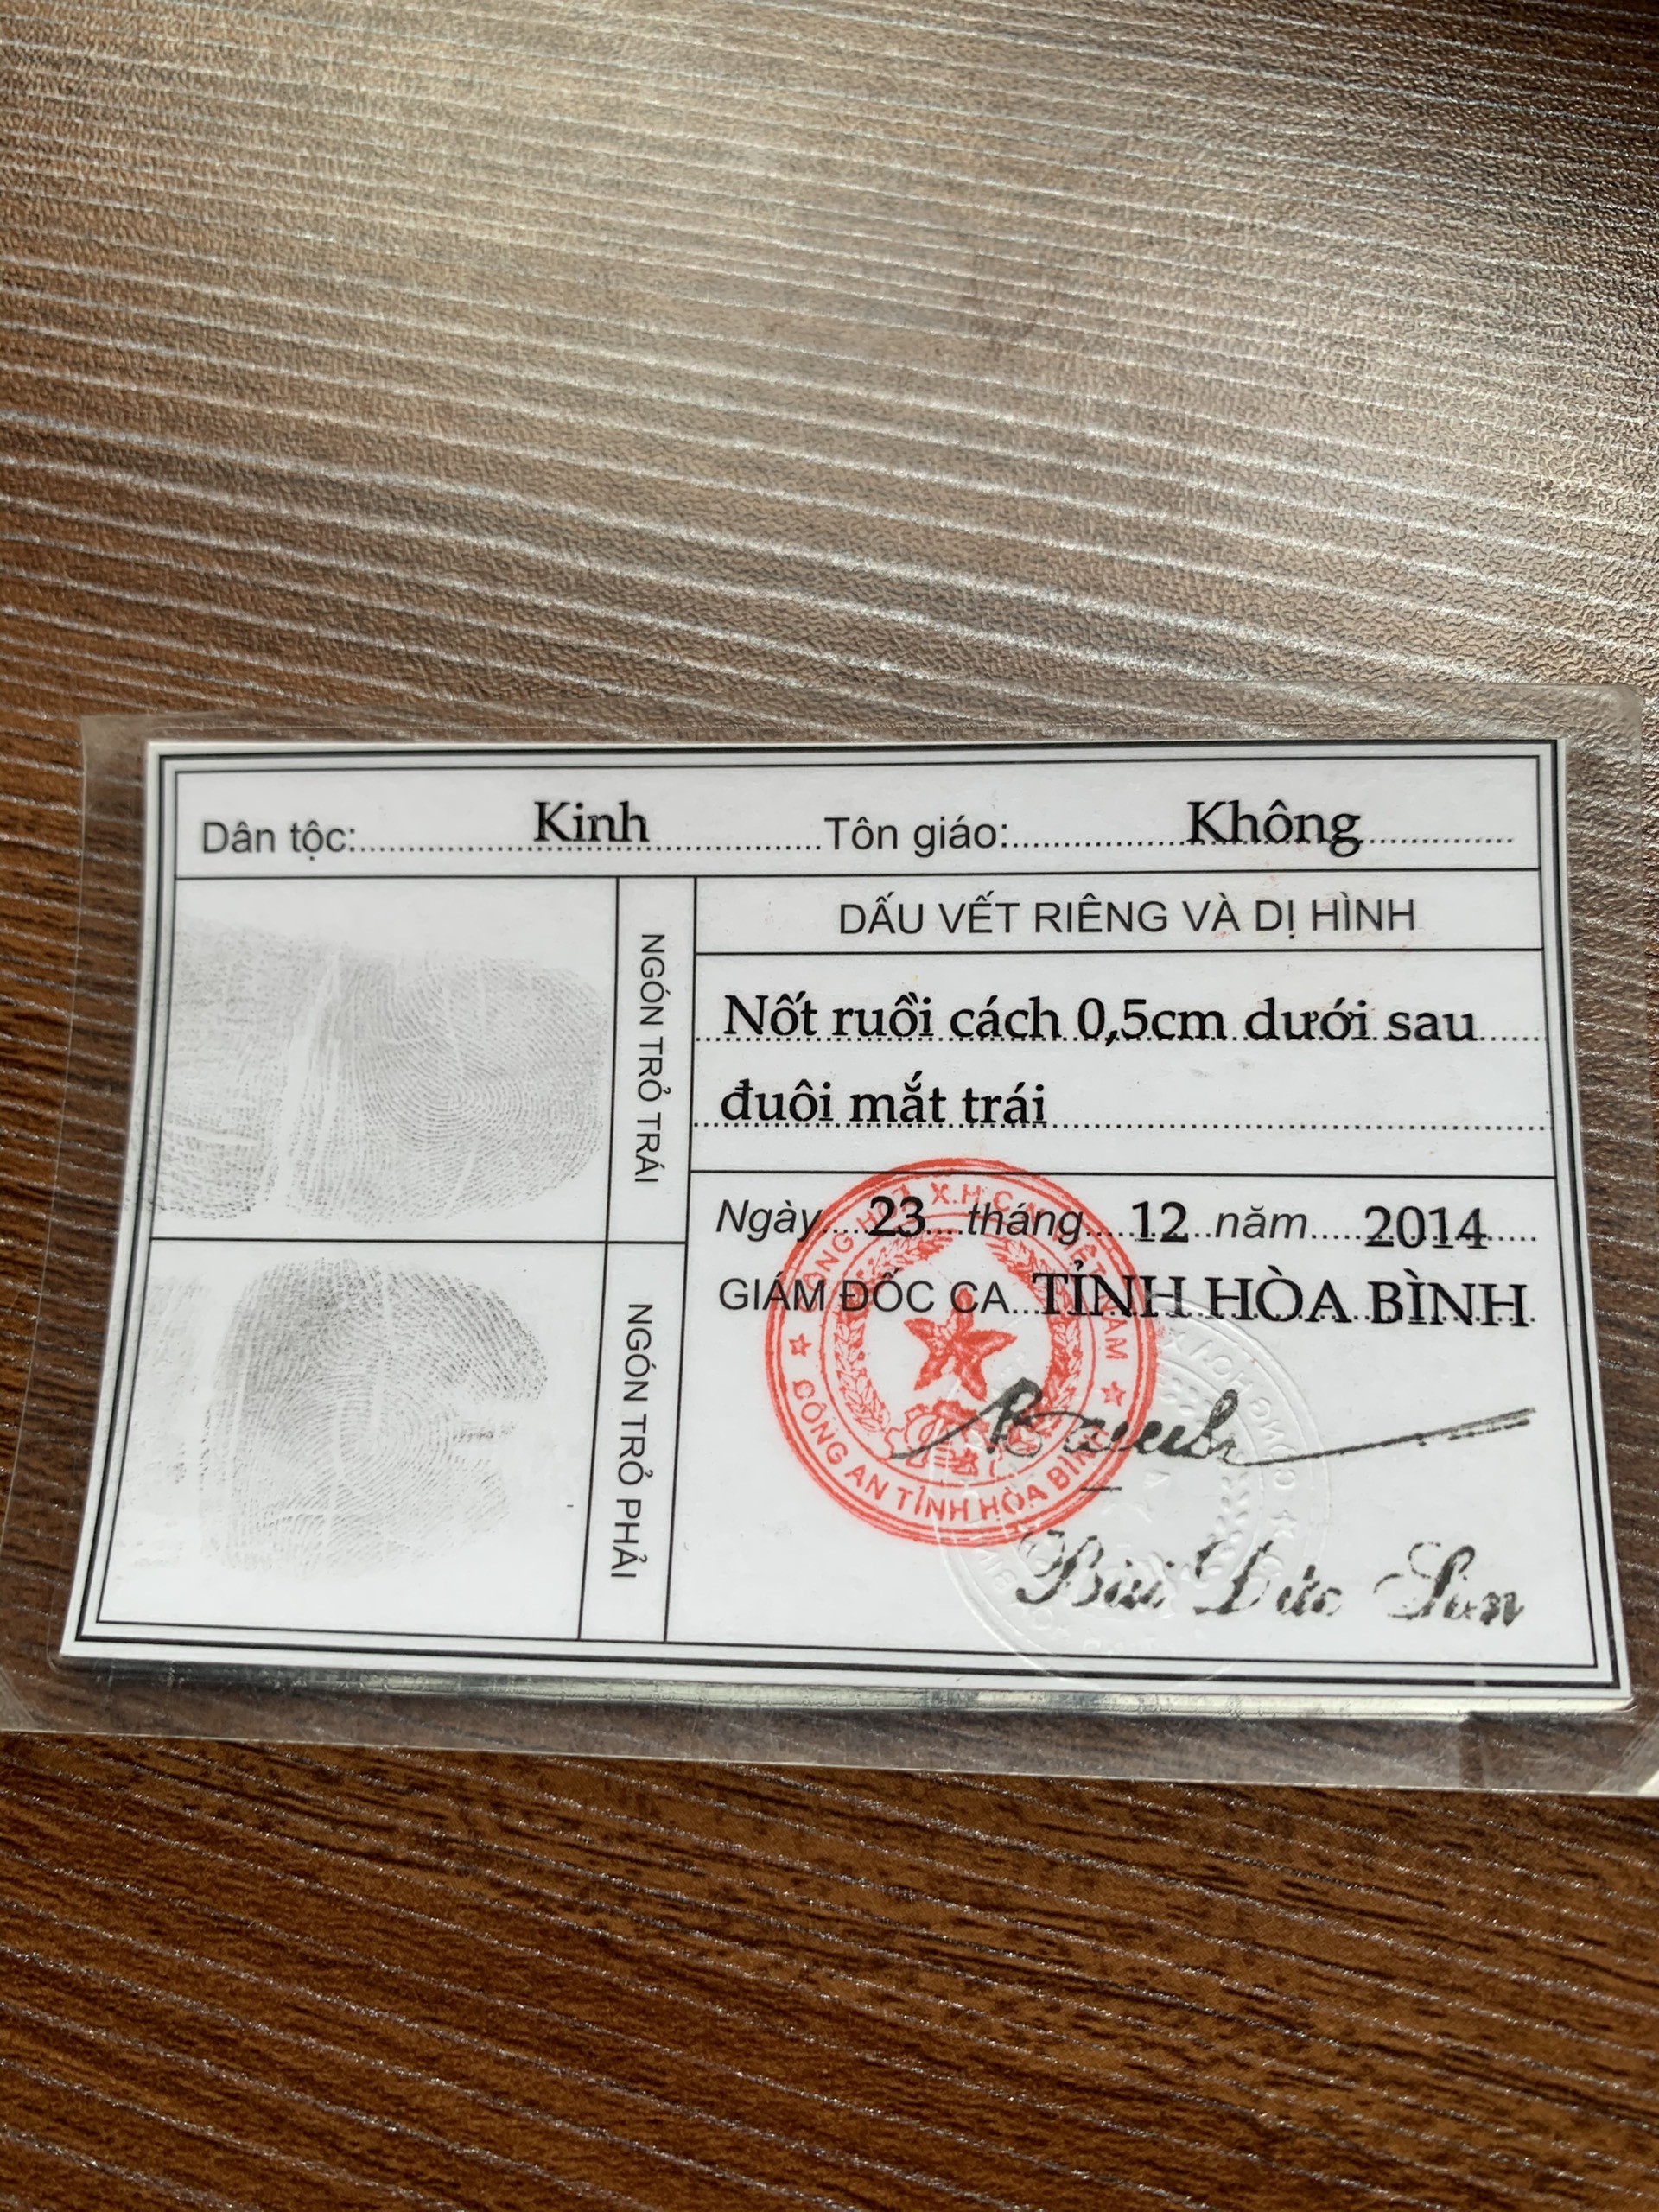 Dân tộc: Kinh Tôn giáo: Không
NGÓN TRỎ TRÁI
NGÓN TRỎ PHẢI
DẤU VẾT RIÊNG VÀ DỊ HÌNH
Nốt ruồi cách 0,5cm dưới sau
đuôi mắt trái
Ngày 23 tháng 12 năm 2014
GIÁM ĐỐC CA TỈNH HÒA BÌNH
CÔNG AN TỈNH HÒA BÌNH
Bùi Đức Sơn